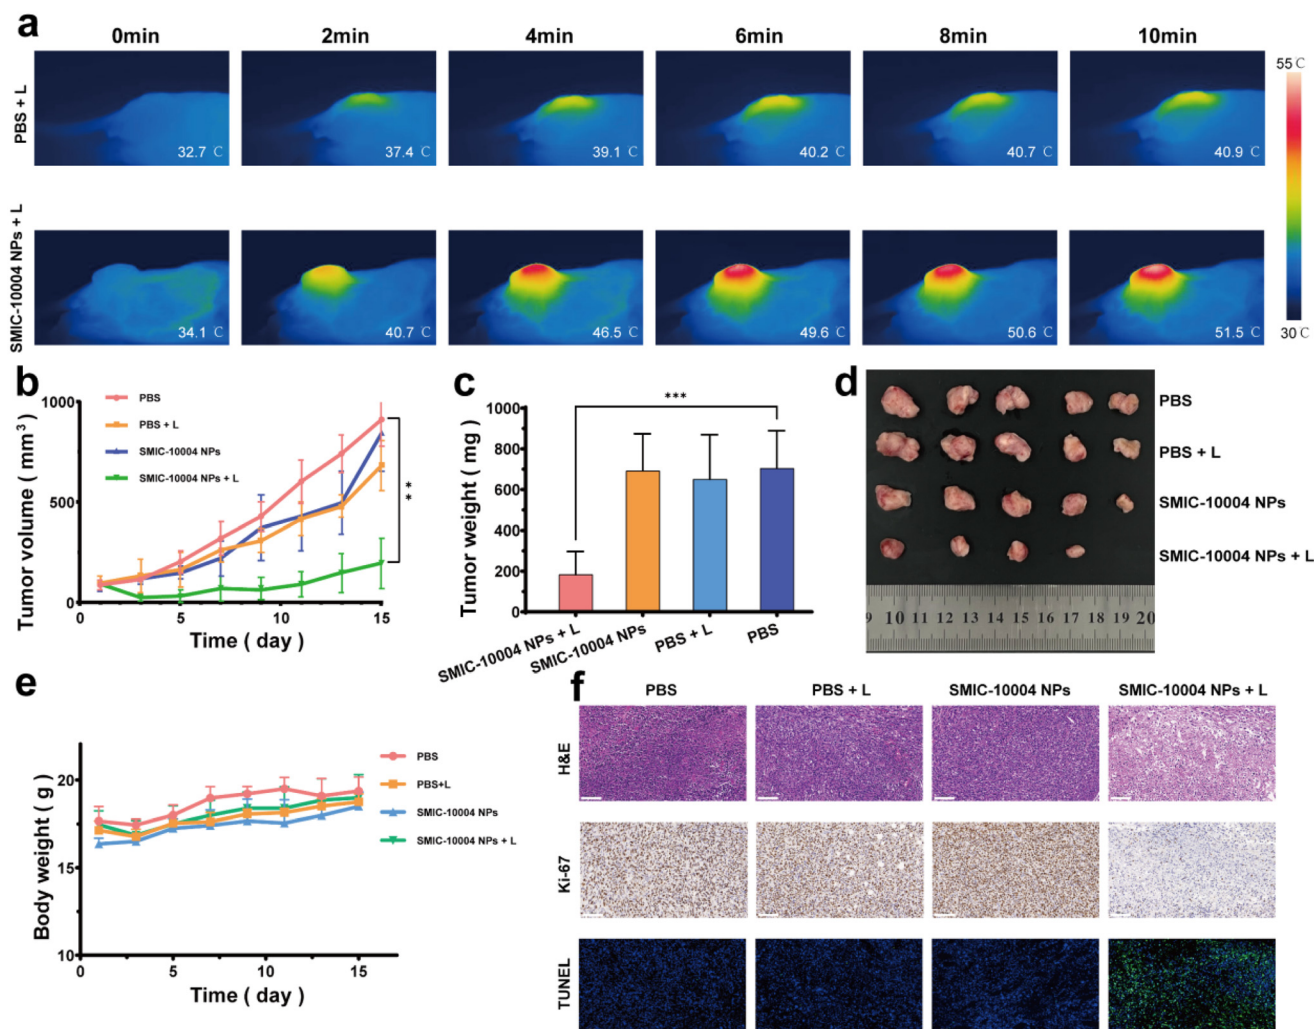 a
0min 2min 4min 6min 8min 10min
PBS + L
32.7 C 37.4 C 39.1 C 40.2 C 40.7 C 40.9 C
55 C
SMIC-10004 NPs + L
34.1 C 40.7 C 46.5 C 49.6 C 50.6 C 51.5 C
30 C
b
Tumor volume ( mm³ )
1000
500
0
0 5 10 15
Time ( day )
PBS
PBS + L
SMIC-10004 NPs
SMIC-10004 NPs + L
**
c
Tumor weight ( mg )
1000
800
600
400
200
0
***
SMIC-10004 NPs + L
SMIC-10004 NPs
PBS + L
PBS
d
PBS
PBS + L
SMIC-10004 NPs
SMIC-10004 NPs + L
9 10 11 12 13 14 15 16 17 18 19 20
e
Body weight ( g )
20
15
10
0 5 10 15
Time ( day )
PBS
PBS+L
SMIC-10004 NPs
SMIC-10004 NPs + L
f
PBS PBS + L SMIC-10004 NPs SMIC-10004 NPs + L
H&E
Ki-67
TUNEL